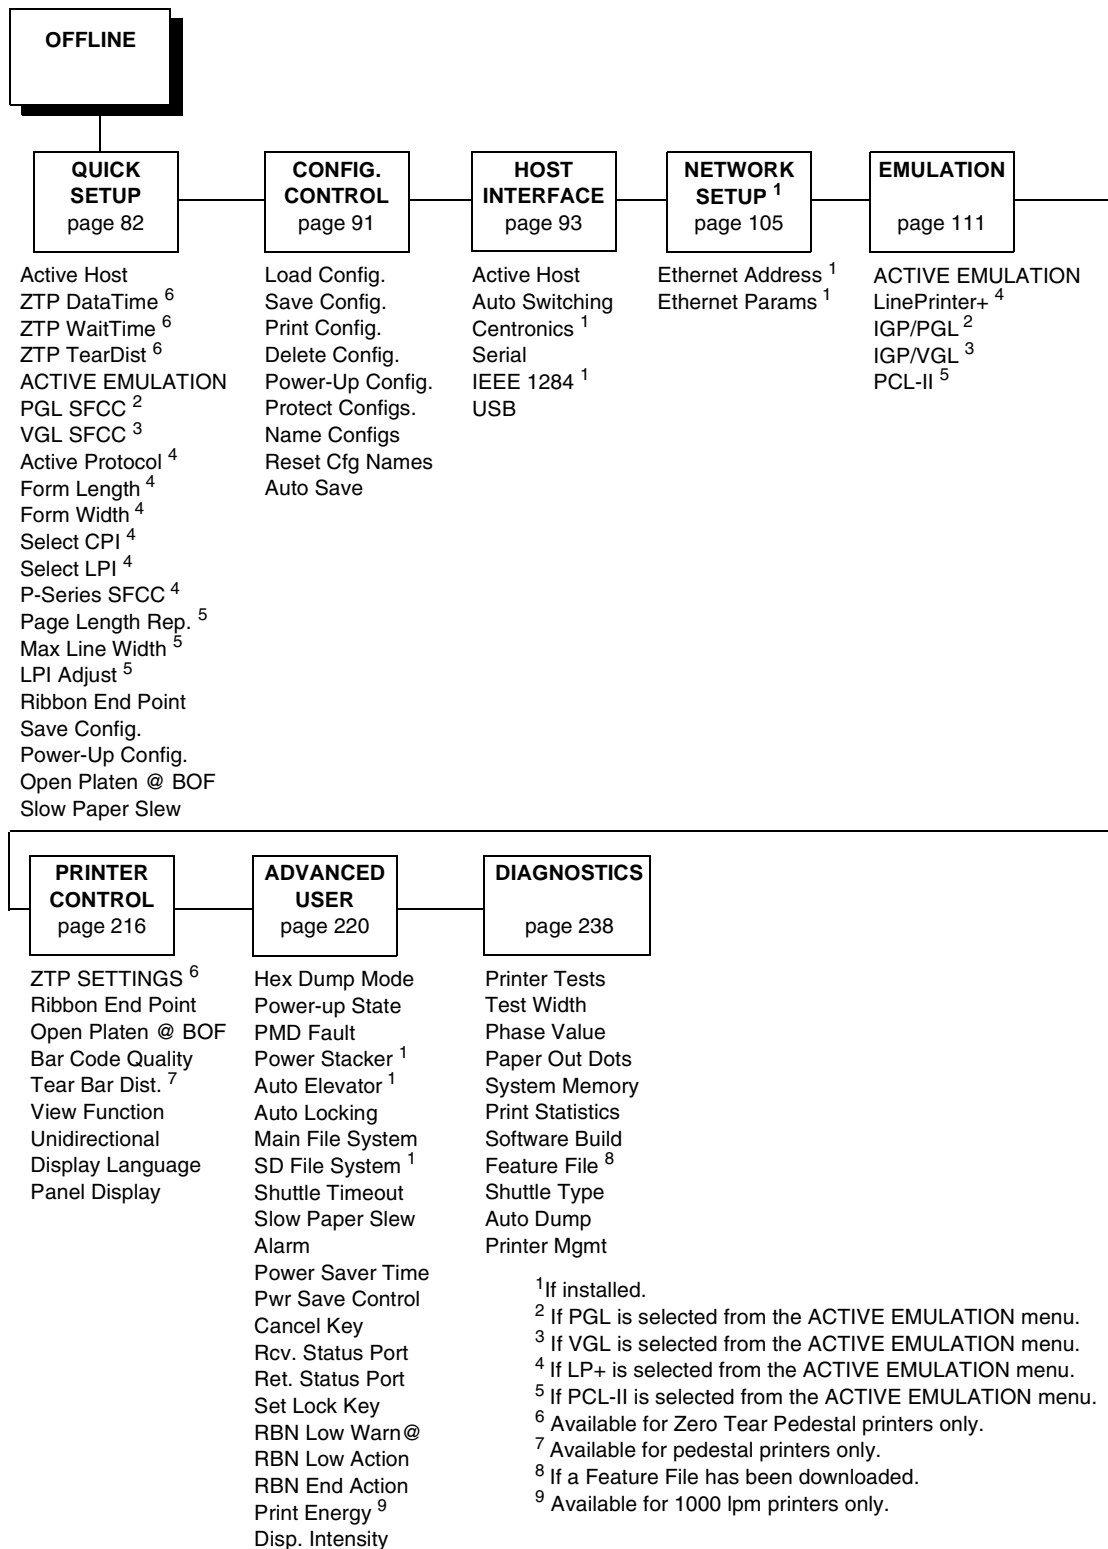 OFFLINE
QUICK
SETUP
page 82
CONFIG.
CONTROL
page 91
HOST
INTERFACE
page 93
NETWORK
SETUP 1
page 105
EMULATION
page 111
Active Host
ZTP DataTime 6
ZTP WaitTime 6
ZTP TearDist 6
ACTIVE EMULATION
PGL SFCC 2
VGL SFCC 3
Active Protocol 4
Form Length 4
Form Width 4
Select CPI 4
Select LPI 4
P-Series SFCC 4
Page Length Rep. 5
Max Line Width 5
LPI Adjust 5
Ribbon End Point
Save Config.
Power-Up Config.
Open Platen @ BOF
Slow Paper Slew
Load Config.
Save Config.
Print Config.
Delete Config.
Power-Up Config.
Protect Configs.
Name Configs
Reset Cfg Names
Auto Save
Active Host
Auto Switching
Centronics 1
Serial
IEEE 1284 1
USB
Ethernet Address 1
Ethernet Params 1
ACTIVE EMULATION
LinePrinter+ 4
IGP/PGL 2
IGP/VGL 3
PCL-II 5
PRINTER
CONTROL
page 216
ADVANCED
USER
page 220
DIAGNOSTICS
page 238
ZTP SETTINGS 6
Ribbon End Point
Open Platen @ BOF
Bar Code Quality
Tear Bar Dist. 7
View Function
Unidirectional
Display Language
Panel Display
Hex Dump Mode
Power-up State
PMD Fault
Power Stacker 1
Auto Elevator 1
Auto Locking
Main File System
SD File System 1
Shuttle Timeout
Slow Paper Slew
Alarm
Power Saver Time
Pwr Save Control
Cancel Key
Rcv. Status Port
Ret. Status Port
Set Lock Key
RBN Low Warn@
RBN Low Action
RBN End Action
Print Energy 9
Disp. Intensity
Printer Tests
Test Width
Phase Value
Paper Out Dots
System Memory
Print Statistics
Software Build
Feature File 8
Shuttle Type
Auto Dump
Printer Mgmt
1If installed.
2 If PGL is selected from the ACTIVE EMULATION menu.
3 If VGL is selected from the ACTIVE EMULATION menu.
4 If LP+ is selected from the ACTIVE EMULATION menu.
5 If PCL-II is selected from the ACTIVE EMULATION menu.
6 Available for Zero Tear Pedestal printers only.
7 Available for pedestal printers only.
8 If a Feature File has been downloaded.
9 Available for 1000 lpm printers only.